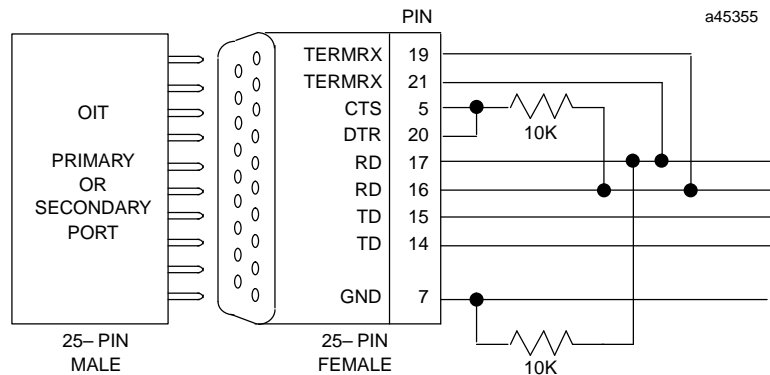 PIN
a45355
TERMRX 19
TERMRX 21
OIT
CTS 5
DTR 20
10K
PRIMARY
OR
SECONDARY
PORT
RD 17
RD 16
TD 15
TD 14
GND 7
25– PIN
MALE
25– PIN
FEMALE
10K